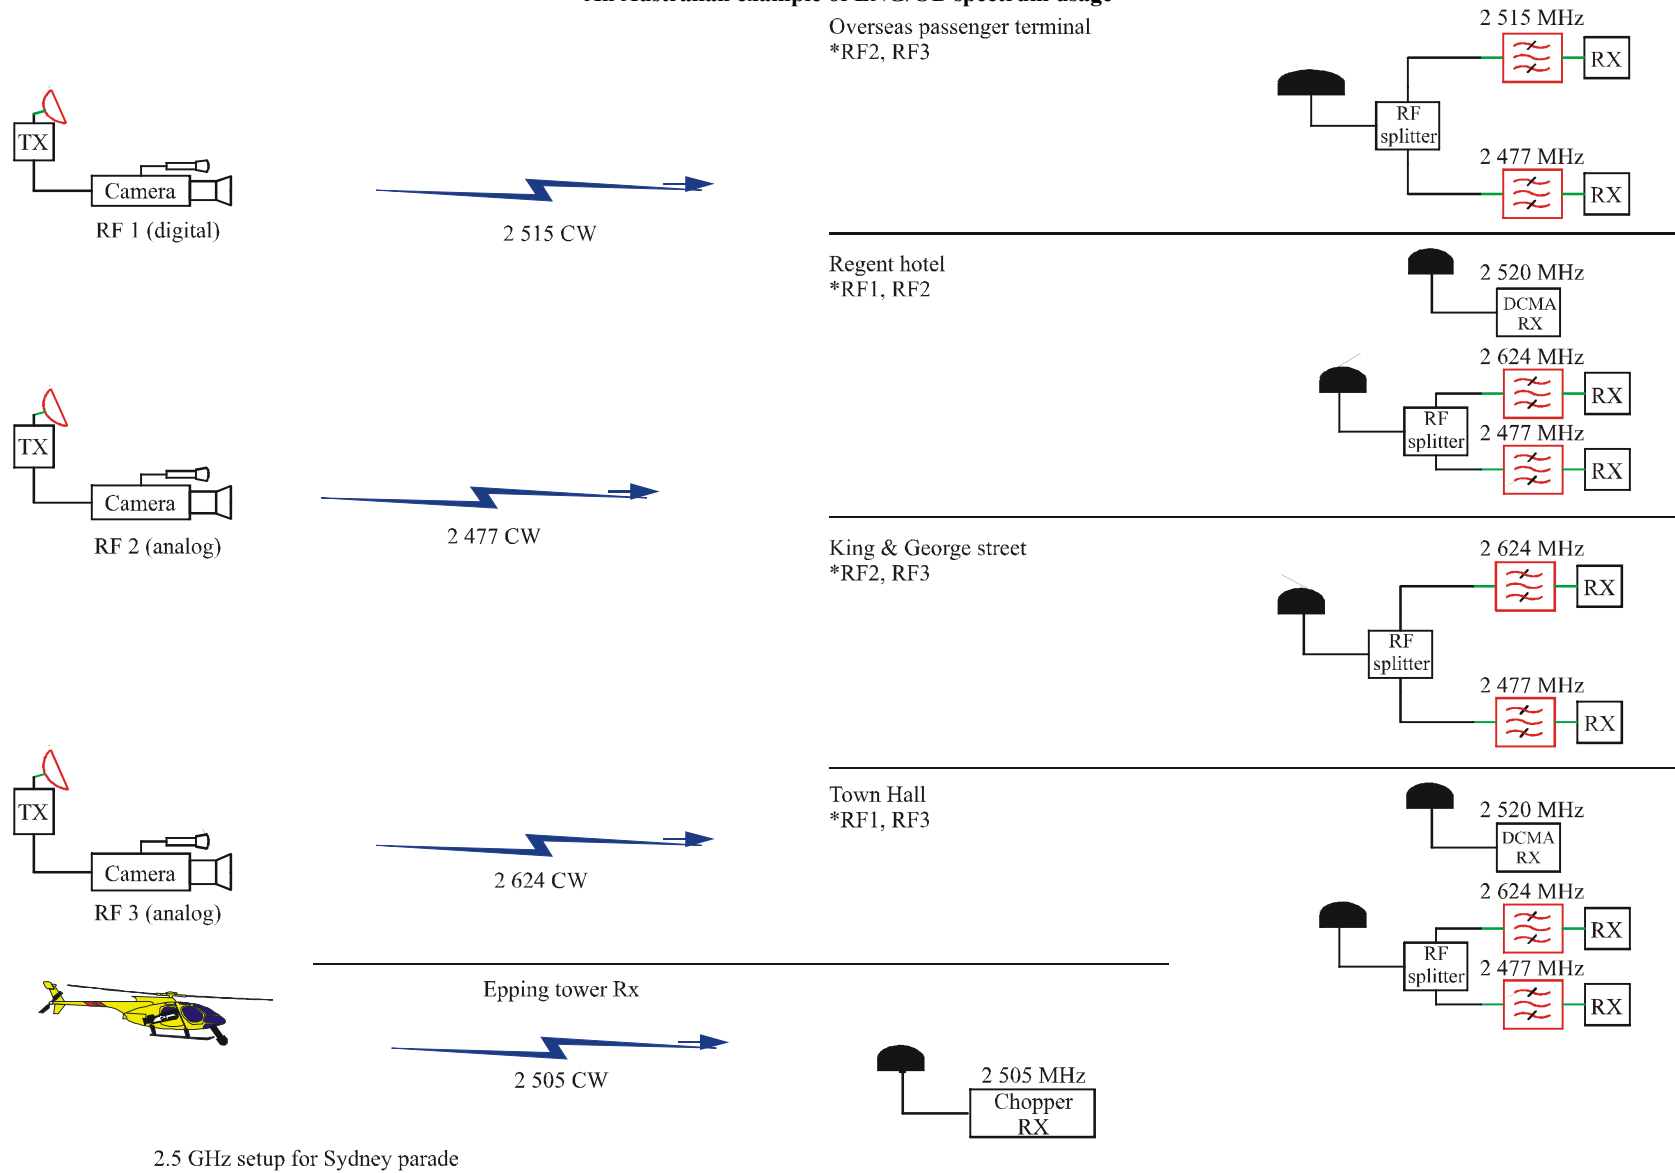 Overseas passenger terminal
*RF2, RF3
2 515 MHz
RX
RF
splitter
2 477 MHz
RX
TX
Camera
RF 1 (digital)
2 515 CW
Regent hotel
*RF1, RF2
2 520 MHz
DCMA
RX
2 624 MHz
RX
RF
splitter
2 477 MHz
RX
TX
Camera
RF 2 (analog)
2 477 CW
King & George street
*RF2, RF3
2 624 MHz
RX
RF
splitter
2 477 MHz
RX
TX
Camera
RF 3 (analog)
2 624 CW
Town Hall
*RF1, RF3
2 520 MHz
DCMA
RX
2 624 MHz
RX
RF
splitter
2 477 MHz
RX
Epping tower Rx
2 505 CW
2 505 MHz
Chopper
RX
2.5 GHz setup for Sydney parade